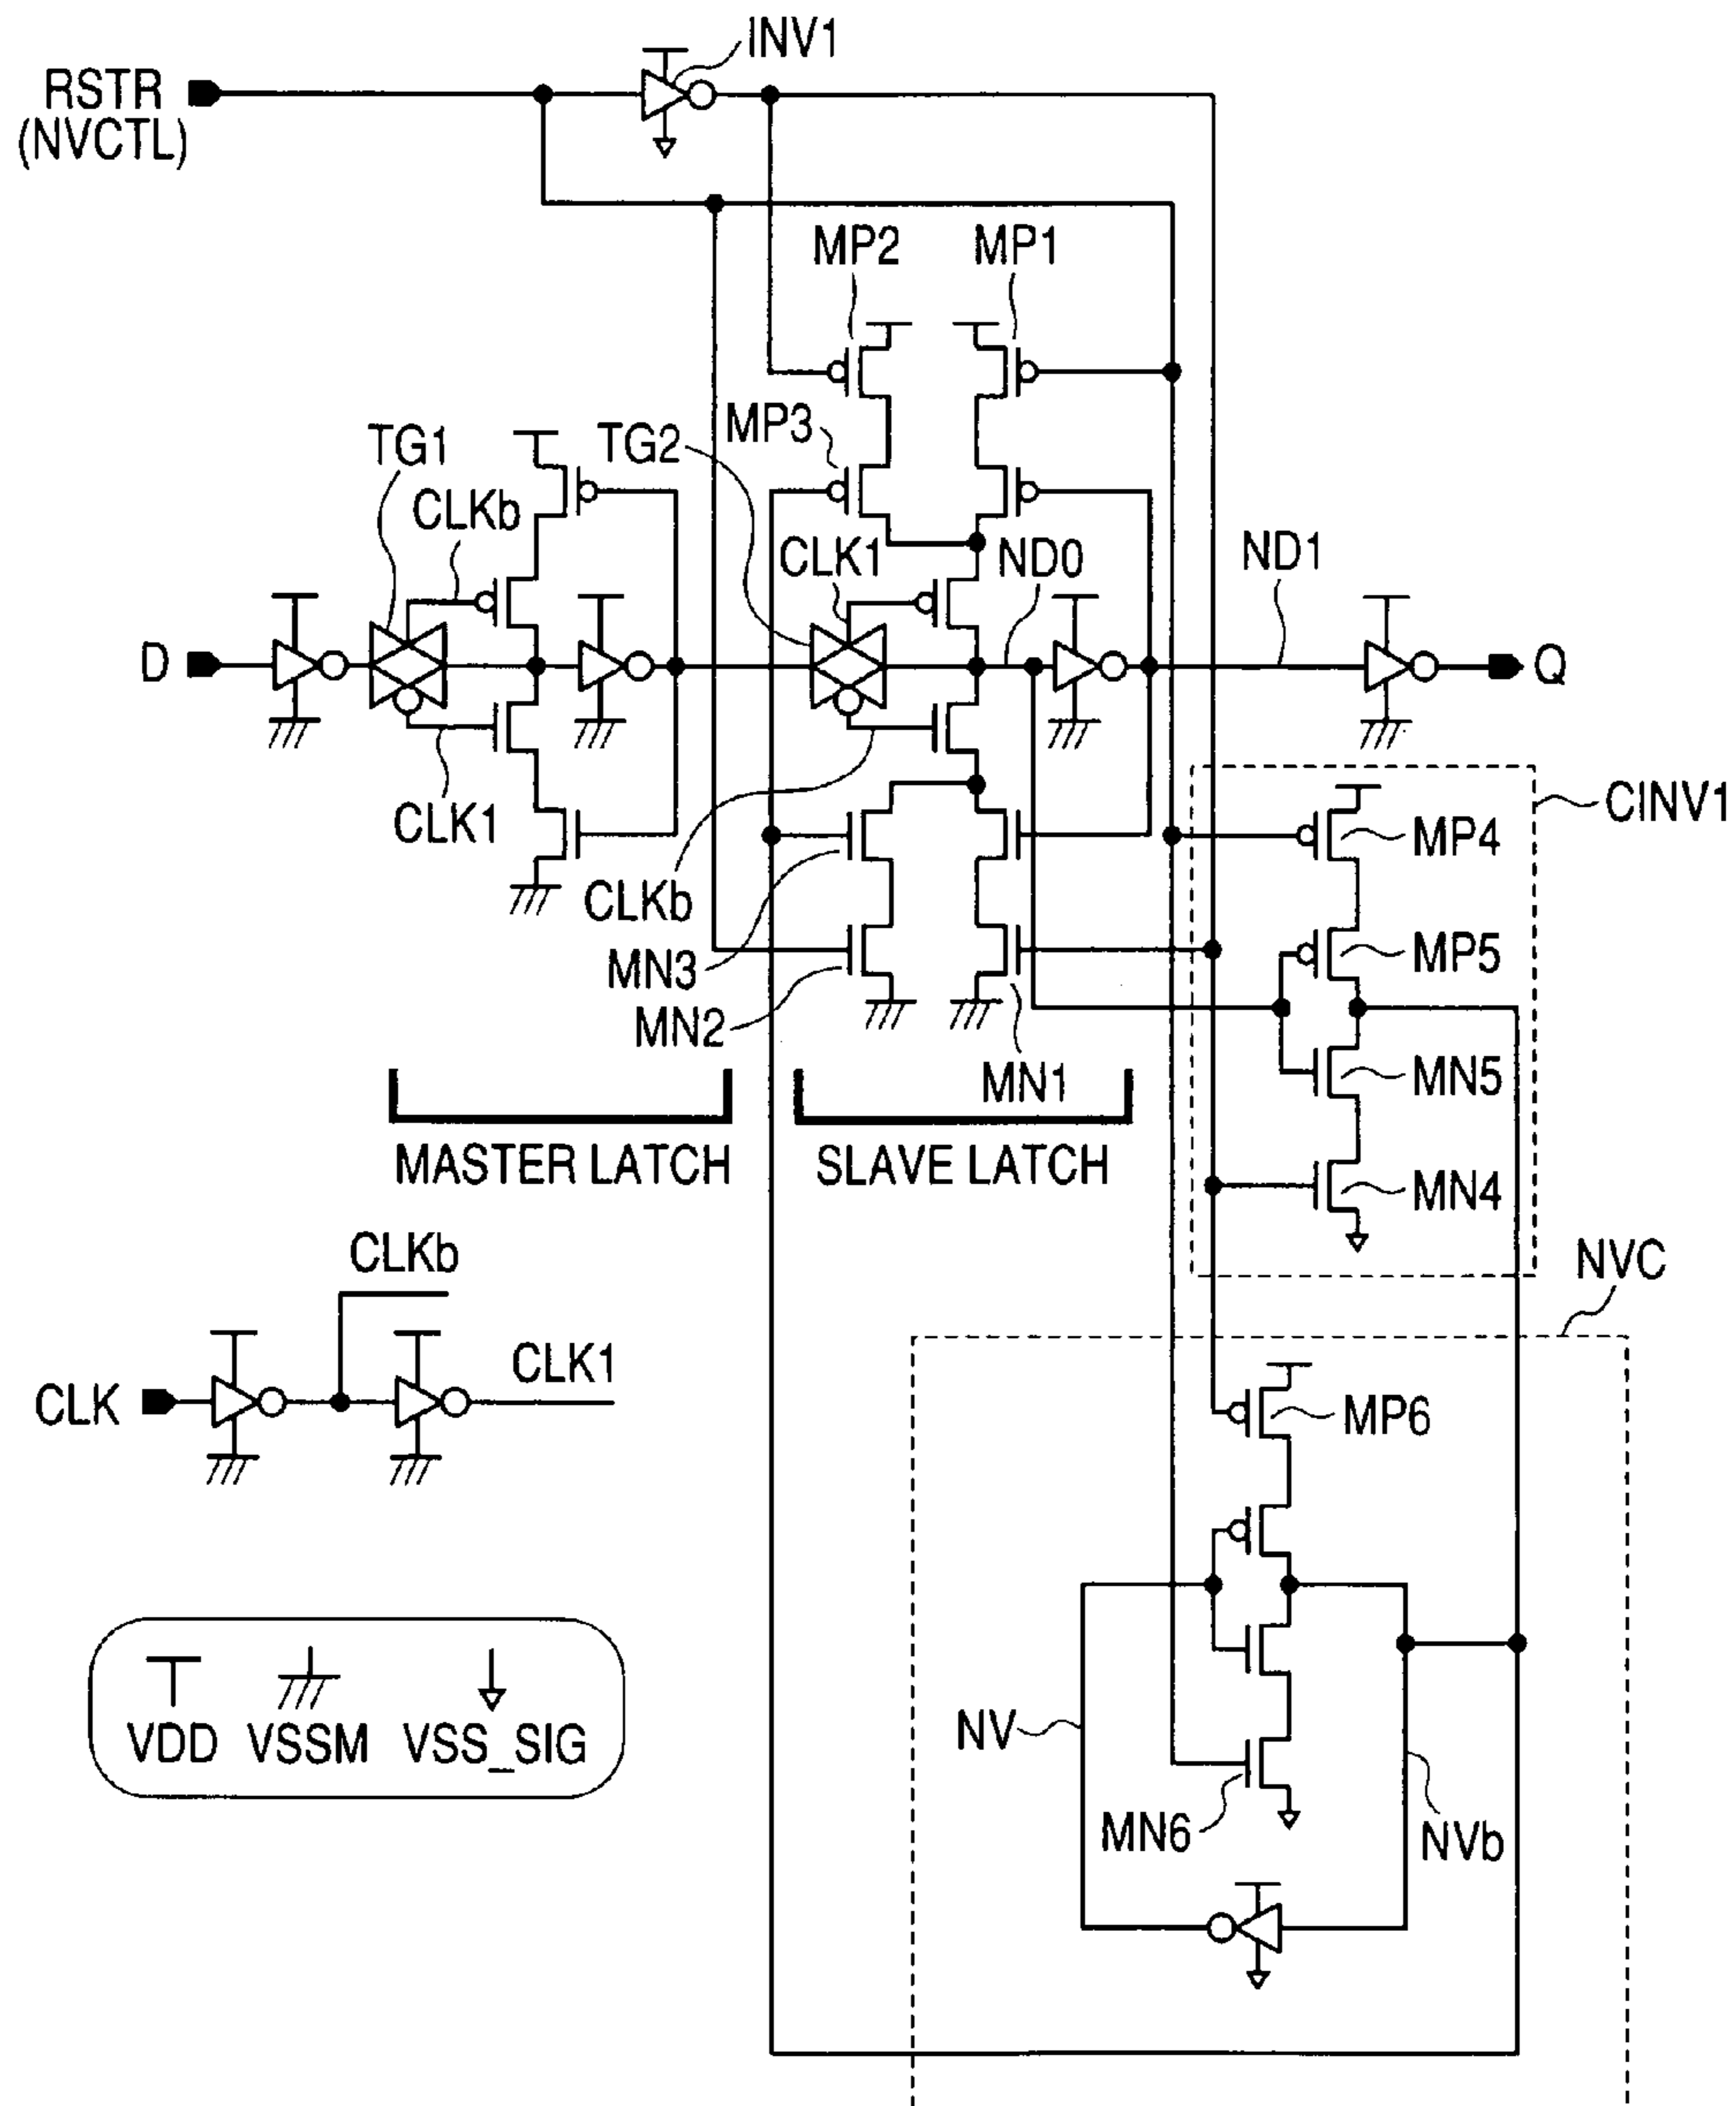 INV1
RSTR
(NVCTL)
MP2
MP1
MP3
TG1
TG2
CLKb
CLK1
ND0
ND1
D
Q
CINV1
CLK1
MP4
CLKb
MN3
MP5
MN2
MN1
MN5
MASTER LATCH
SLAVE LATCH
MN4
CLKb
NVC
CLK1
CLK
MP6
NV
VDD
VSSM
VSS_SIG
MN6
NVb